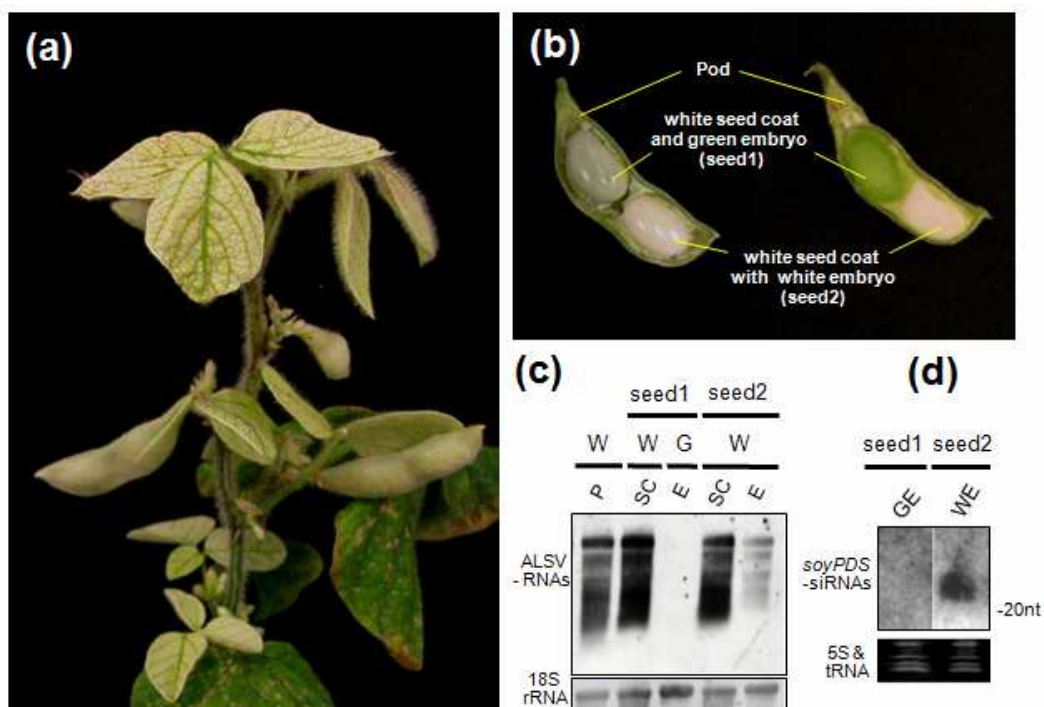 (a)
(b)
Pod
white seed coat
and green embryo
(seed1)
white seed coat
with white embryo
(seed2)
(c)
seed1 seed2
W W G W
P SC E SC E
ALSV
-RNAs
18S
rRNA
(d)
seed1 seed2
GE WE
soyPDS
-siRNAs
-20nt
5S &
tRNA